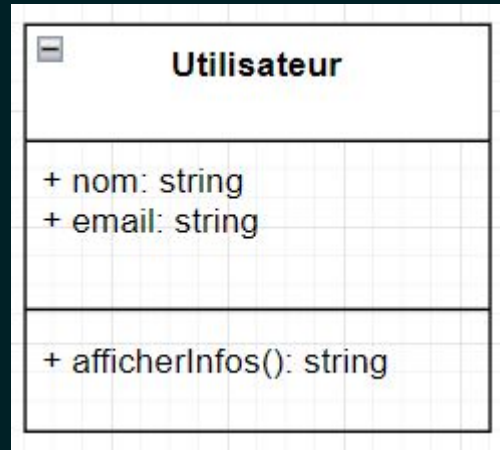 Utilisateur
+ nom: string
+ email: string
+ afficherInfos(): string